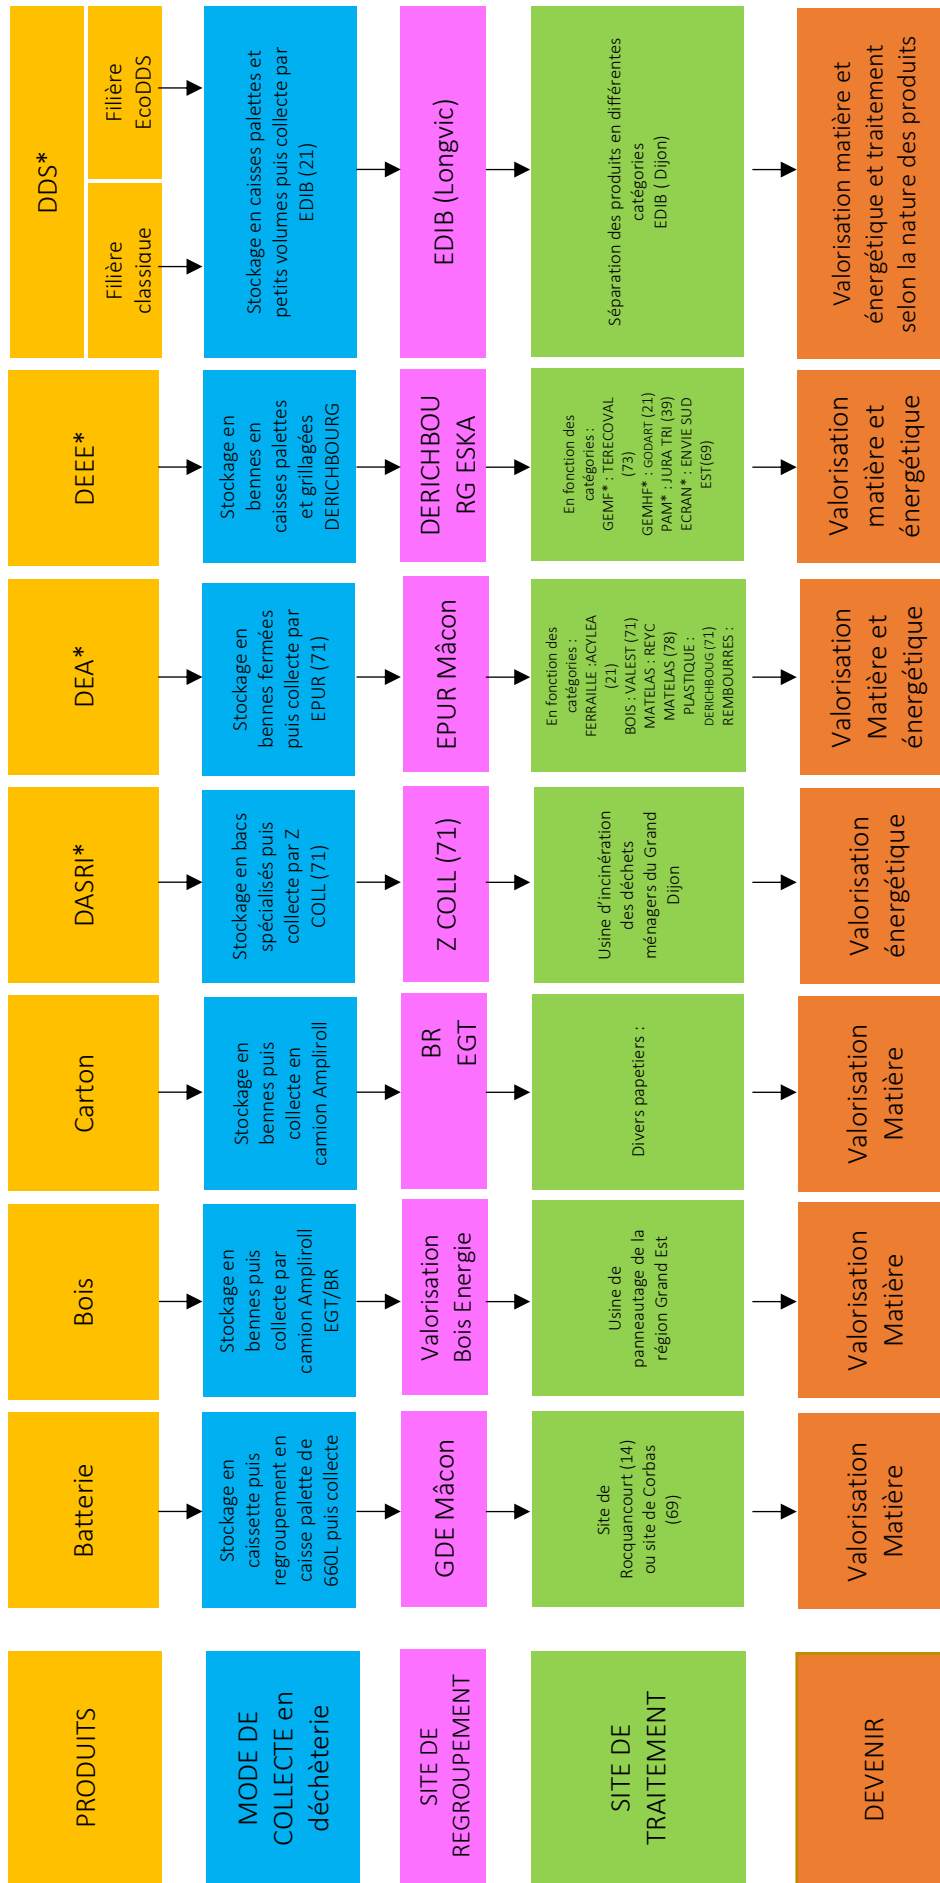 PRODUITS
Batterie
Bois
Carton
DASRI*
DEA*
DEEE*
DDS*
Filière
classique
Filière
EcoDDS
MODE DE
COLLECTE en
déchèterie
Stockage en
caissette puis
regroupement en
caisse palette de
660L puis collecte
Stockage en
bennes puis
collecte par
camion Ampliroll
EGT/BR
Stockage en
bennes puis
collecte en
camion Ampliroll
Stockage en bacs
spécialisés puis
collecte par Z
COLL (71)
Stockage en
bennes fermées
puis collecte par
EPUR (71)
Stockage en
bennes en
caisses palettes
et grillagées
DERICHBOURG
Stockage en caisses palettes et
petits volumes puis collecte par
EDIB (21)
SITE DE
REGROUPEMENT
GDE Mâcon
Valorisation
Bois Energie
BR
EGT
Z COLL (71)
EPUR Mâcon
DERICHBOU
RG ESKA
EDIB (Longvic)
SITE DE
TRAITEMENT
Site de
Rocquancourt (14)
ou site de Corbas
(69)
Usine de
panneautage de la
région Grand Est
Divers papetiers :
Usine d’incinération
des déchets
ménagers du Grand
Dijon
En fonction des
catégories :
FERRAILLE :ACYLEA
(21)
BOIS : VALEST (71)
MATELAS : REYC
MATELAS (78)
PLASTIQUE :
DERICHBOUG (71)
REMBOURRES :
En fonction des
catégories :
GEMF* : TERECOVAL
(73)
GEMHF* : GODART (21)
PAM* : JURA TRI (39)
ECRAN* : ENVIE SUD
EST(69)
Séparation des produits en différentes
catégories
EDIB ( Dijon)
DEVENIR
Valorisation
Matière
Valorisation
Matière
Valorisation
Matière
Valorisation
énergétique
Valorisation
Matière et
énergétique
Valorisation
matière et
énergétique
Valorisation matière et
énergétique et traitement
selon la nature des produits